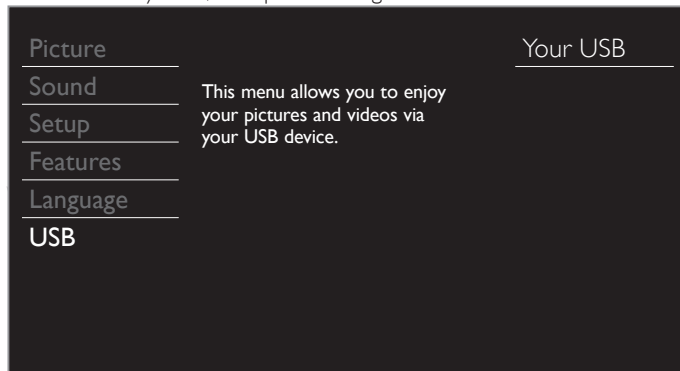 Picture
Sound
Setup
Features
Language
USB
This menu allows you to enjoy
your pictures and videos via
your USB device.
Your USB